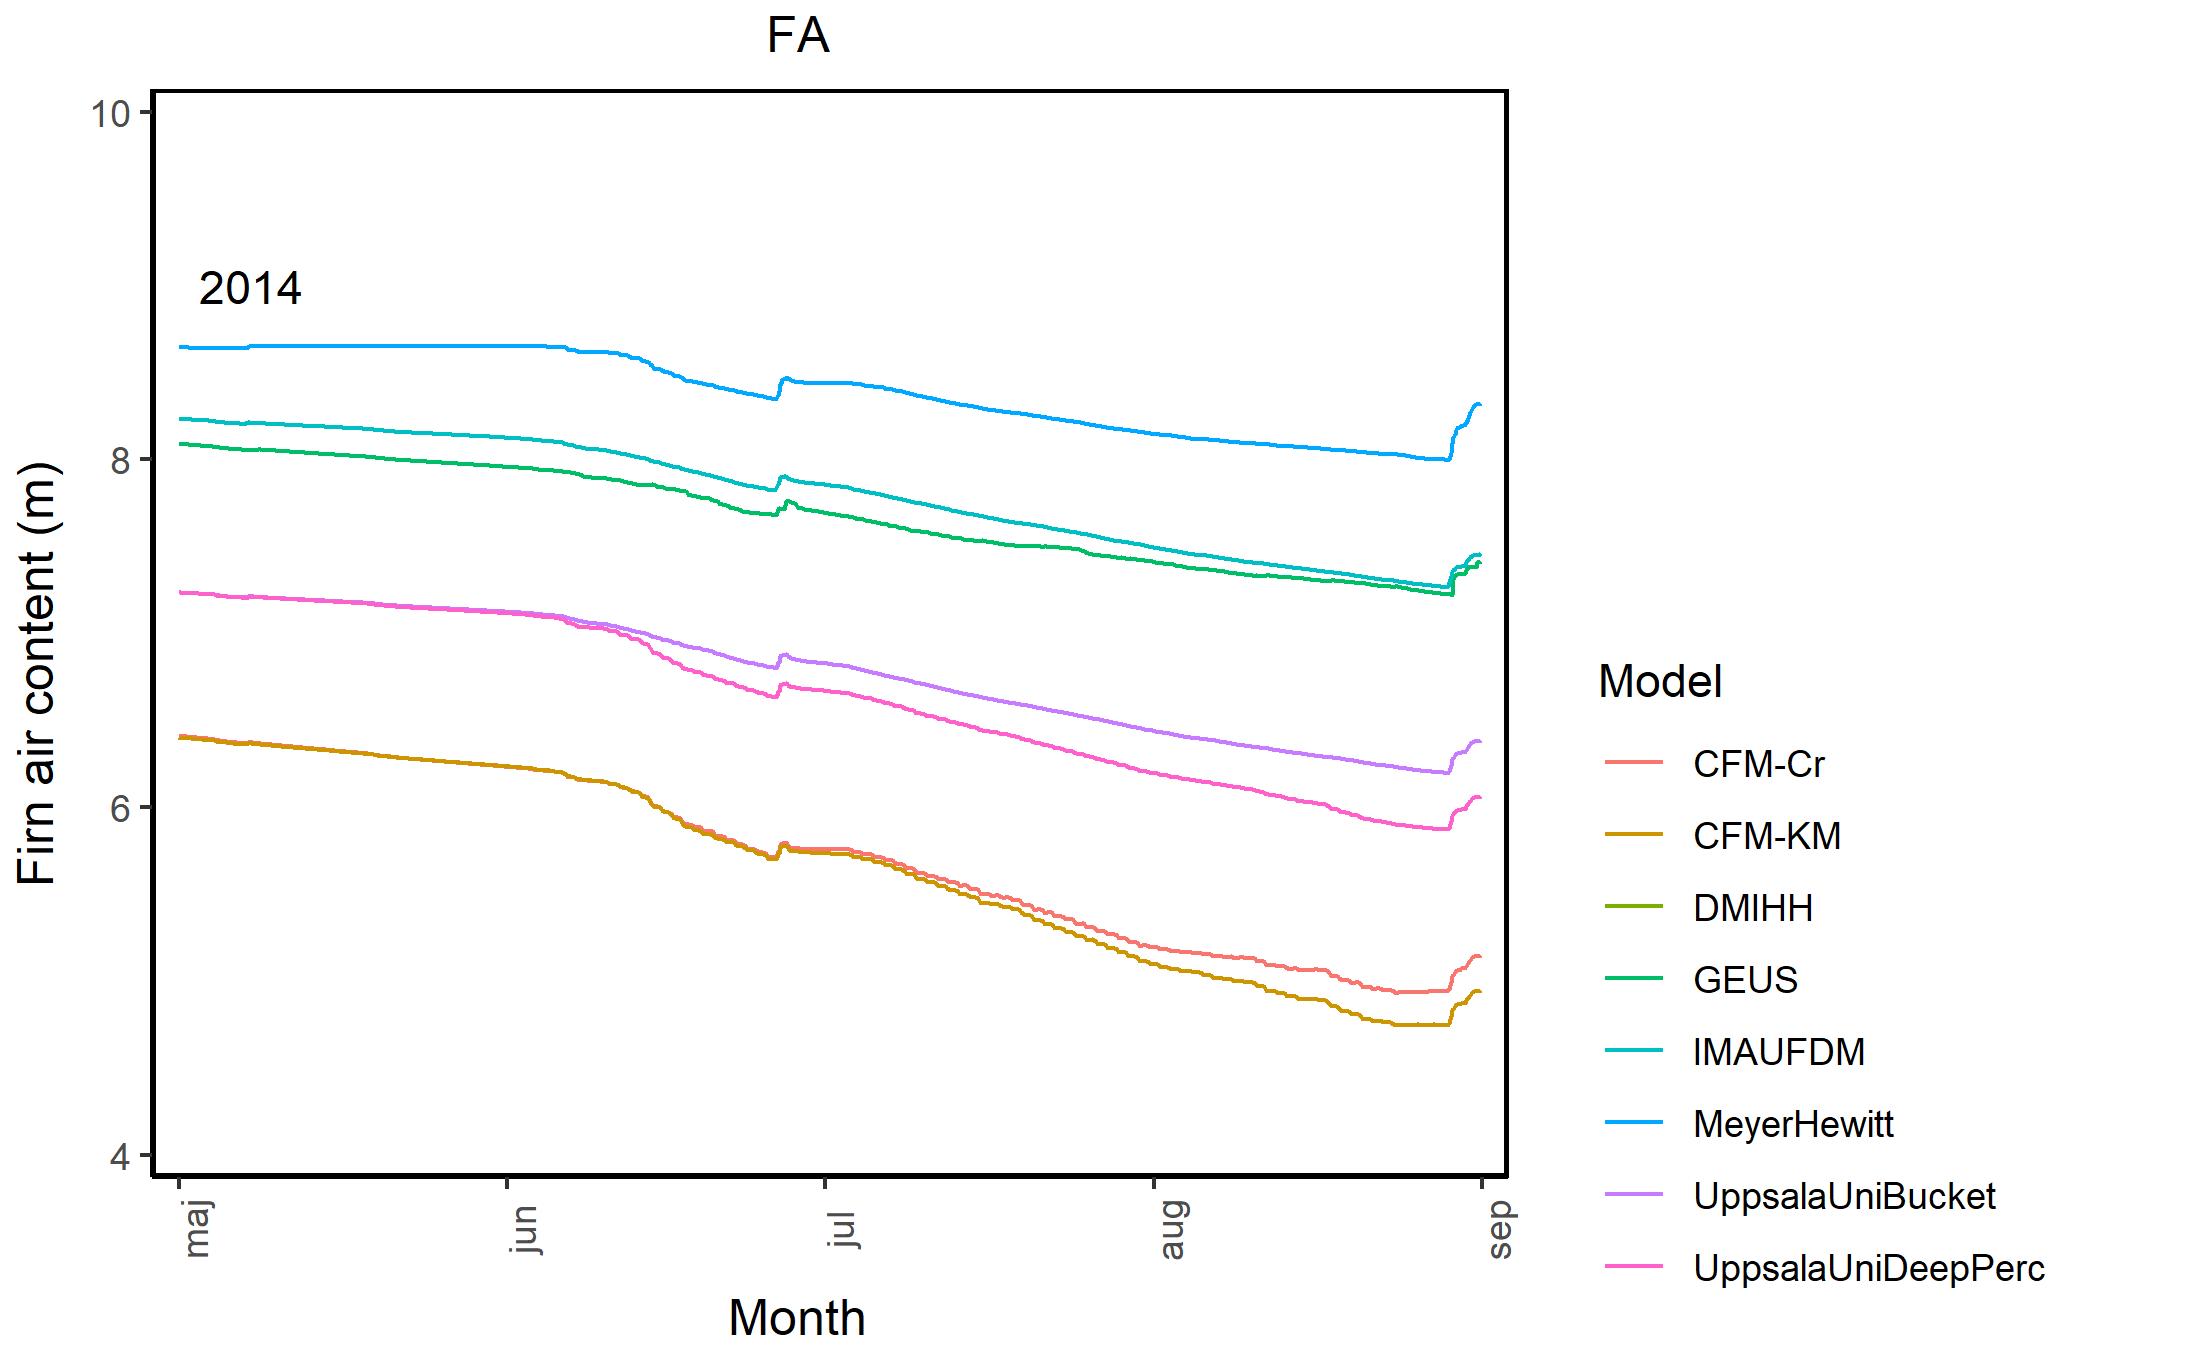 FA
10
8
6
4
Firn air content (m)
2014
maj
jun
jul
aug
sep
Month
Model
CFM-Cr
CFM-KM
DMIHH
GEUS
IMAUFDM
MeyerHewitt
UppsalaUniBucket
UppsalaUniDeepPerc